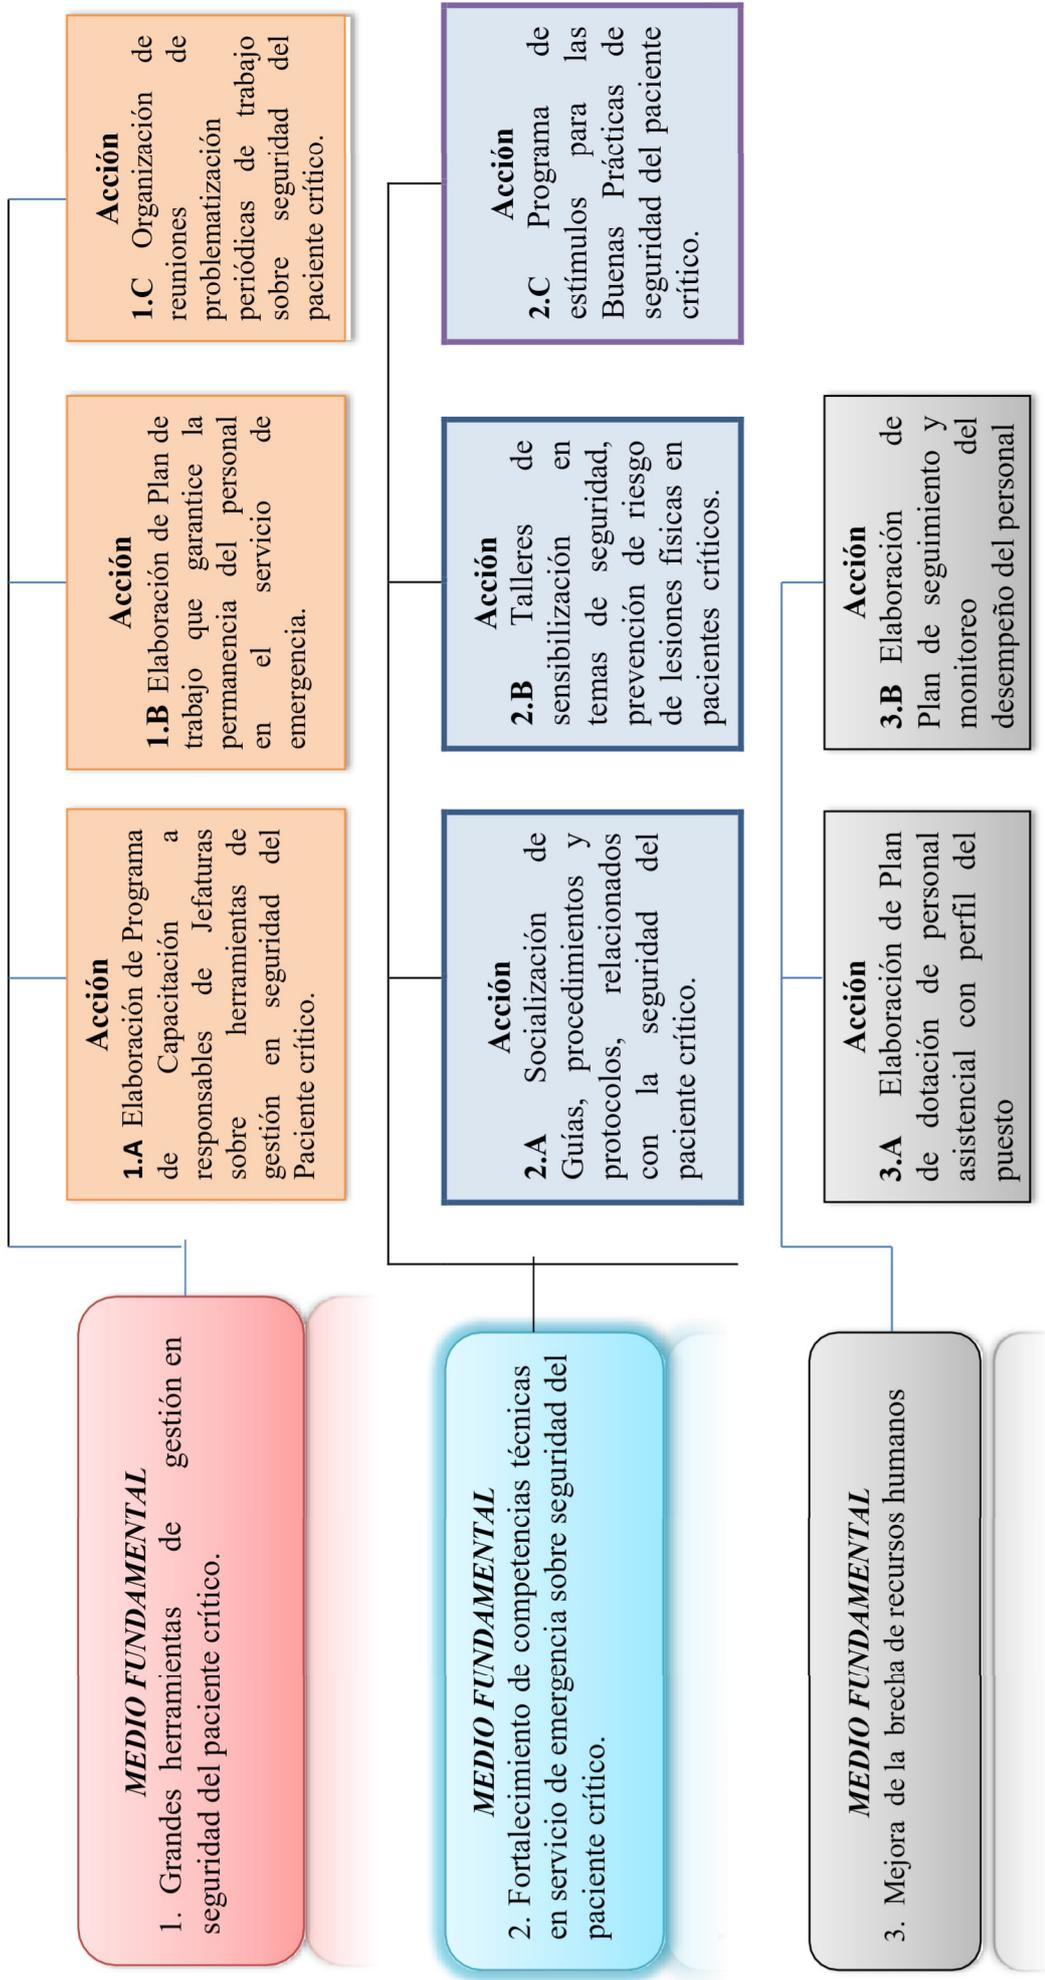 MEDIO FUNDAMENTAL
1. Grandes herramientas de gestión en
seguridad del paciente crítico.
Acción
1.A Elaboración de Programa
de Capacitación a
responsables de Jefaturas
sobre herramientas de
gestión en seguridad del
Paciente crítico.
Acción
1.B Elaboración de Plan de
trabajo que garantice la
permanencia del personal
en el servicio de
emergencia.
Acción
1.C Organización de
reuniones de
problematización
periódicas de trabajo
sobre seguridad del
paciente crítico.
MEDIO FUNDAMENTAL
2. Fortalecimiento de competencias técnicas
en servicio de emergencia sobre seguridad del
paciente crítico.
Acción
2.A Socialización de
Guías, procedimientos y
protocolos, relacionados
con la seguridad del
paciente crítico.
Acción
2.B Talleres de
sensibilización en
temas de seguridad,
prevención de riesgo
de lesiones físicas en
pacientes críticos.
Acción
2.C Programa de
estímulos para las
Buenas Prácticas de
seguridad del paciente
crítico.
MEDIO FUNDAMENTAL
3. Mejora de la brecha de recursos humanos
Acción
3.A Elaboración de Plan
de dotación de personal
asistencial con perfil del
puesto
Acción
3.B Elaboración de
Plan de seguimiento y
monitoreo del
desempeño del personal